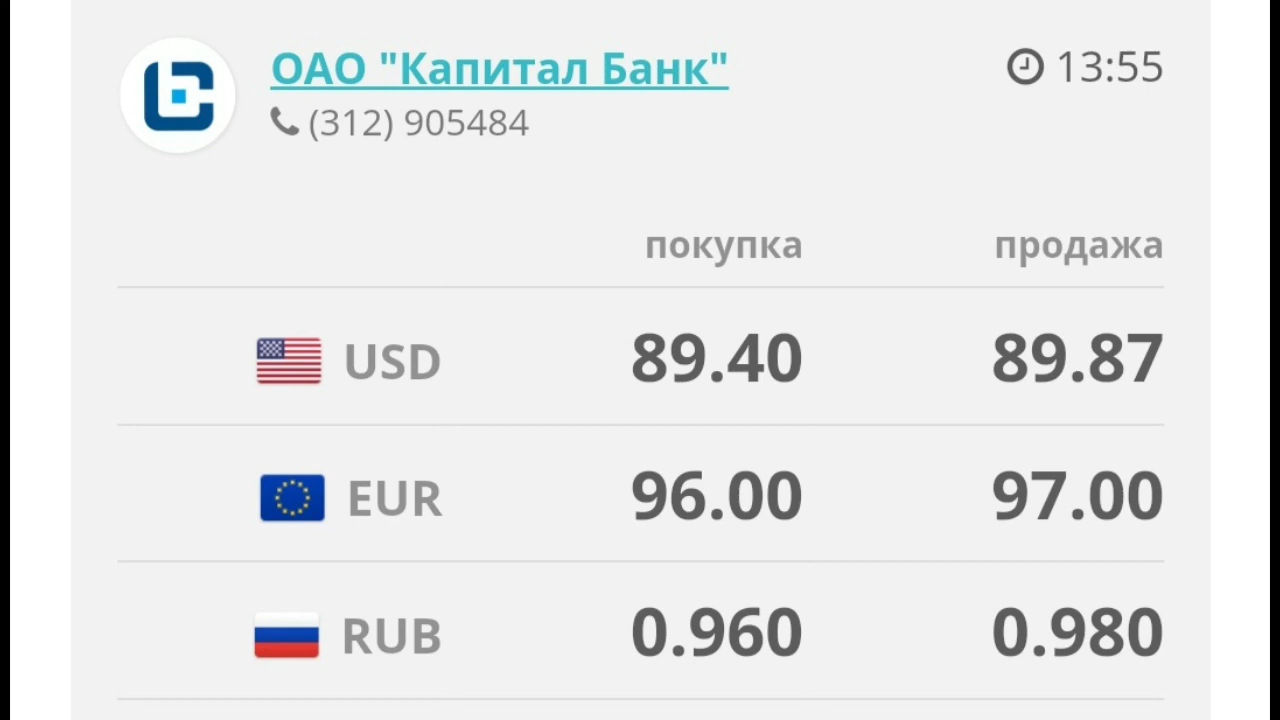 ОАО "Капитал Банк" 13:55
(312) 905484
покупка продажа
USD 89.40 89.87
EUR 96.00 97.00
RUB 0.960 0.980